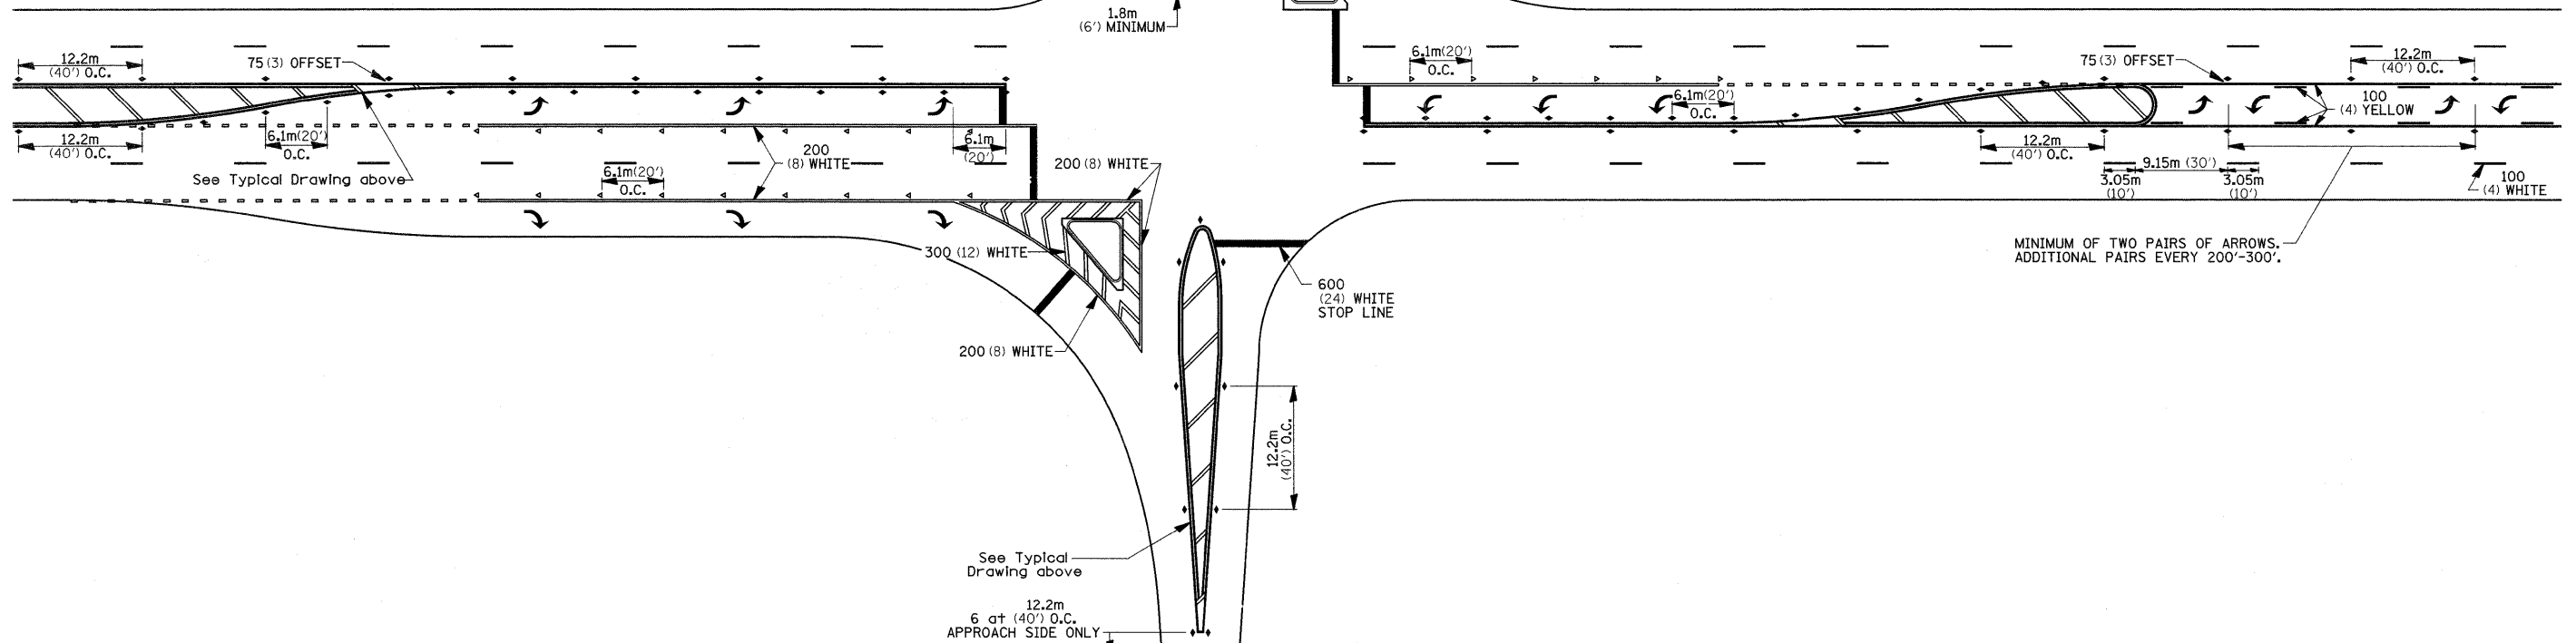 1.8m
(6') MINIMUM
12.2m
(40') O.C.
75 (3) OFFSET
6.1m(20')
O.C.
75 (3) OFFSET
12.2m
(40') O.C.
6.1m(20')
O.C.
100
(4) YELLOW
12.2m
(40') O.C.
6.1m(20')
O.C.
See Typical Drawing above
6.1m(20')
O.C.
200
(8) WHITE
6.1m
(20')
200 (8) WHITE
12.2m
(40') O.C.
9.15m (30')
3.05m
(10')
3.05m
(10')
100
(4) WHITE
300 (12) WHITE
MINIMUM OF TWO PAIRS OF ARROWS.
ADDITIONAL PAIRS EVERY 200'-300'.
600
(24) WHITE
STOP LINE
200 (8) WHITE
12.2m
(40') O.C.
See Typical
Drawing above
12.2m
6 at (40') O.C.
APPROACH SIDE ONLY